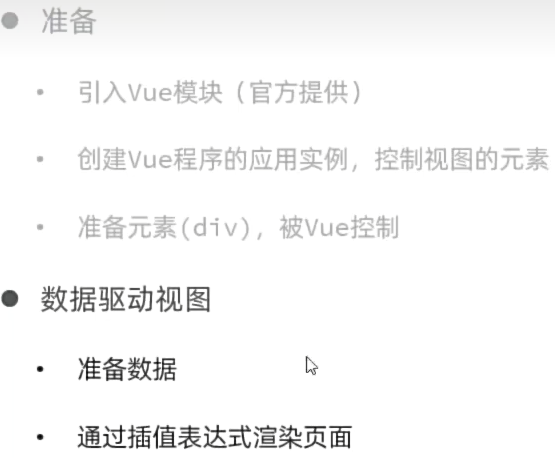 准备
引入Vue模块（官方提供）
创建Vue程序的应用实例，控制视图的元素
准备元素(div)，被Vue控制
数据驱动视图
准备数据
通过插值表达式渲染页面